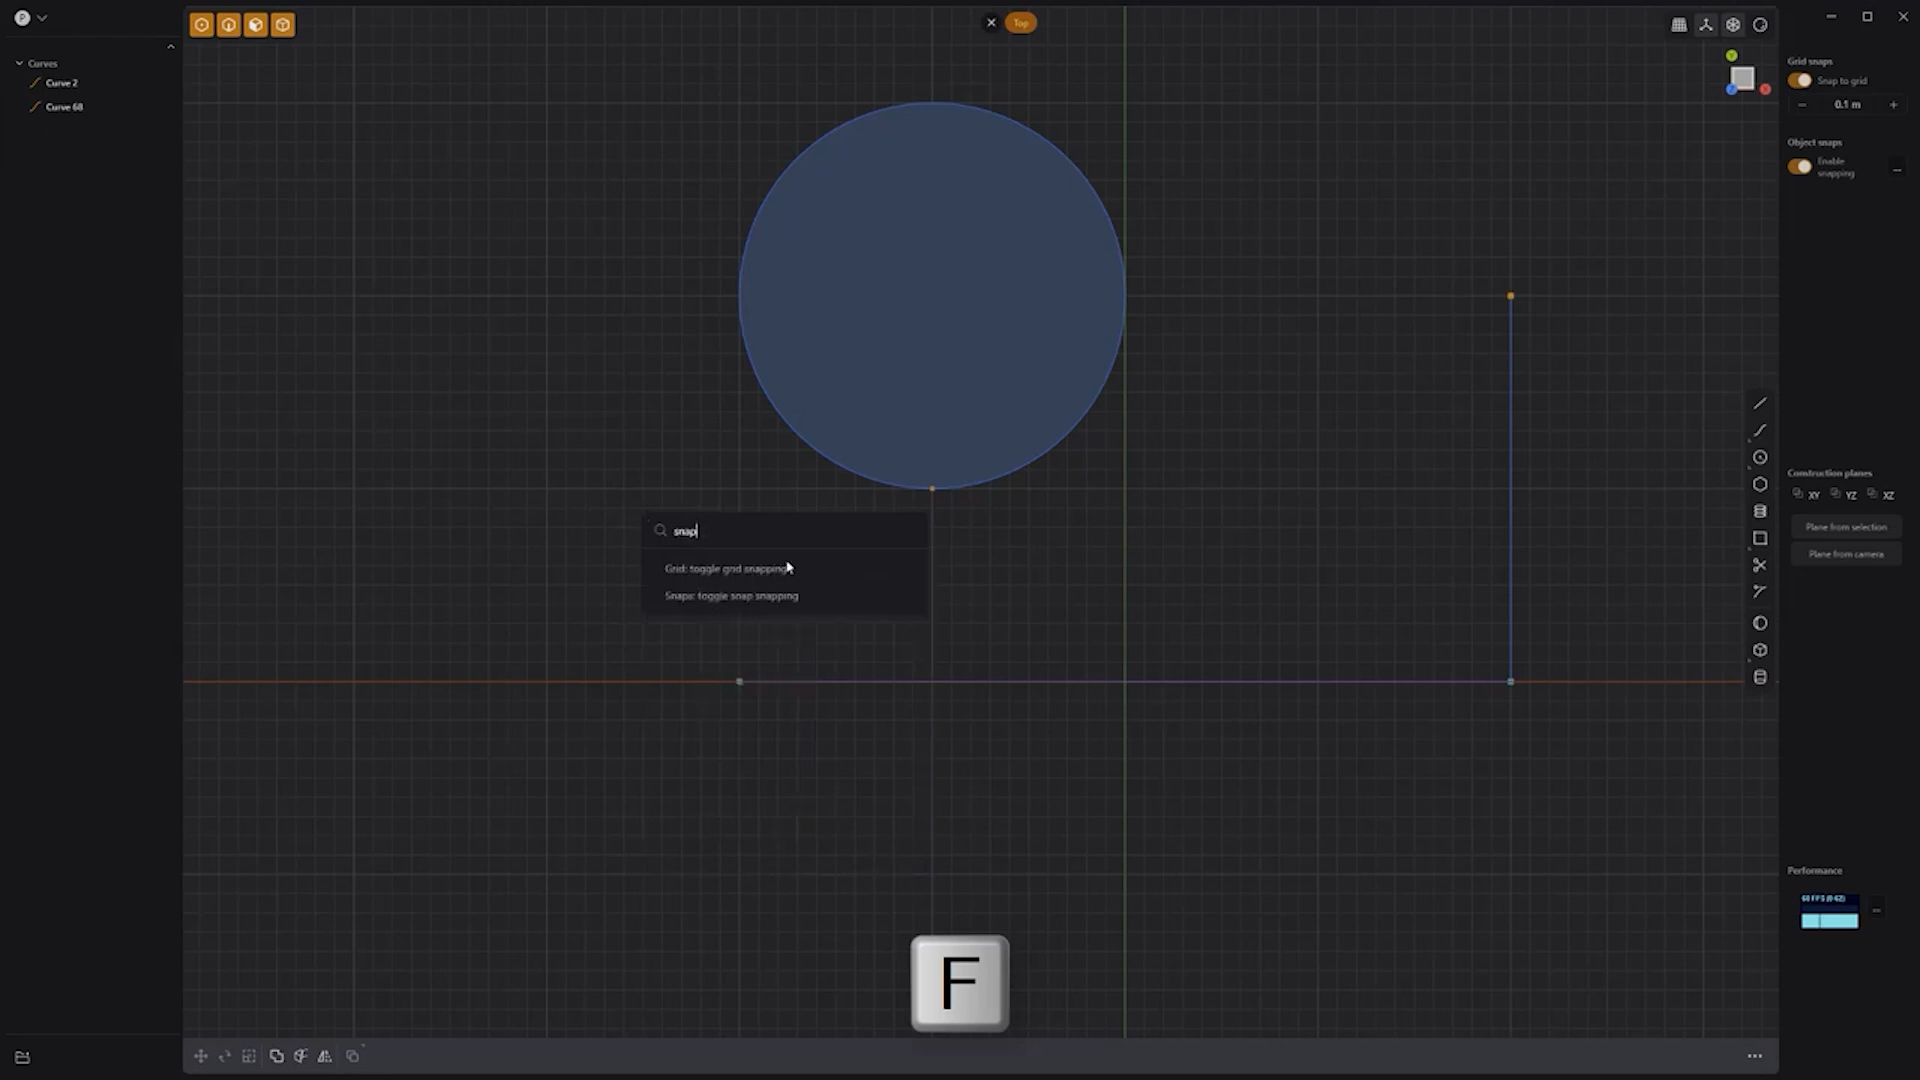 P
Top
Curves
Curve 2
Curve 68
Grid snaps
Snap to grid
0.1 m
Object snaps
Enable
snapping
Y
Z
X
snap
Grid: toggle grid snapping
Snaps: toggle snap snapping
Construction planes
XY YZ XZ
Plane from selection
Plane from camera
Performance
F